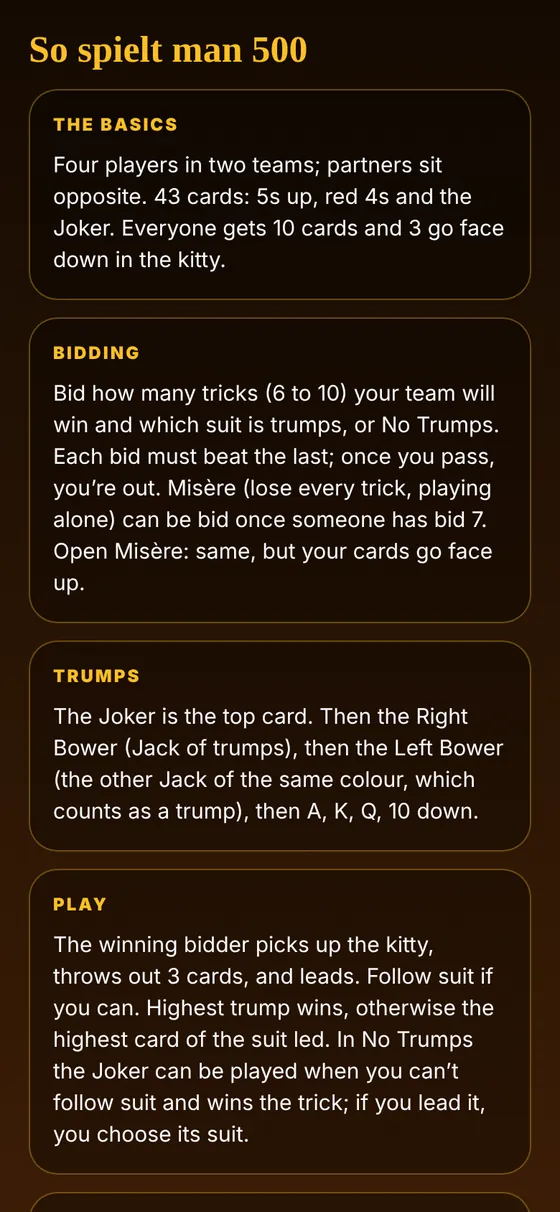 So spielt man 500
THE BASICS
Four players in two teams; partners sit
opposite. 43 cards: 5s up, red 4s and the
Joker. Everyone gets 10 cards and 3 go face
down in the kitty.
BIDDING
Bid how many tricks (6 to 10) your team will
win and which suit is trumps, or No Trumps.
Each bid must beat the last; once you pass,
you’re out. Misère (lose every trick, playing
alone) can be bid once someone has bid 7.
Open Misère: same, but your cards go face
up.
TRUMPS
The Joker is the top card. Then the Right
Bower (Jack of trumps), then the Left Bower
(the other Jack of the same colour, which
counts as a trump), then A, K, Q, 10 down.
PLAY
The winning bidder picks up the kitty,
throws out 3 cards, and leads. Follow suit if
you can. Highest trump wins, otherwise the
highest card of the suit led. In No Trumps
the Joker can be played when you can’t
follow suit and wins the trick; if you lead it,
you choose its suit.